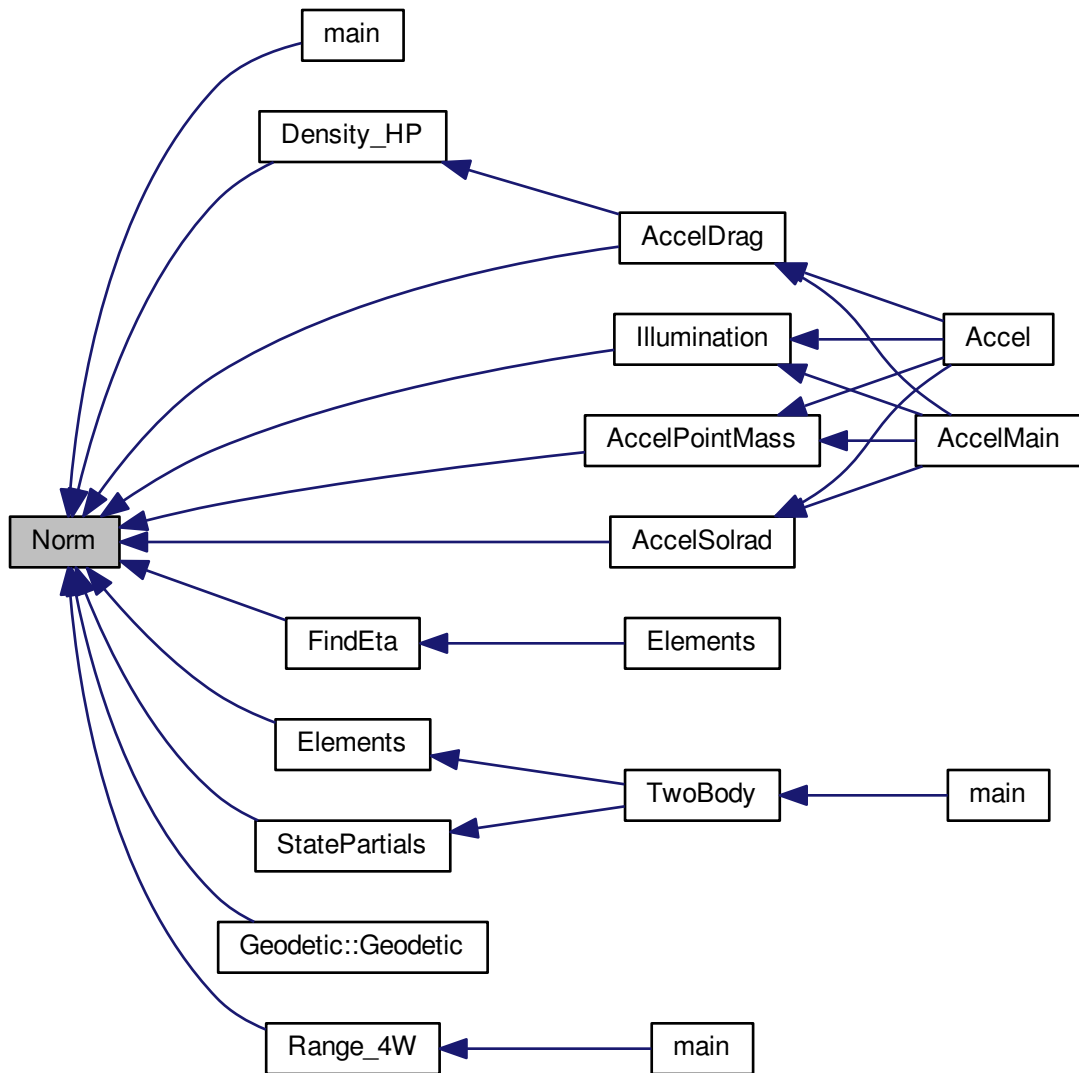 main
Density_HP
AccelDrag
Illumination
Accel
AccelPointMass
AccelMain
Norm
AccelSolrad
FindEta
Elements
Elements
TwoBody
main
StatePartials
Geodetic::Geodetic
Range_4W
main